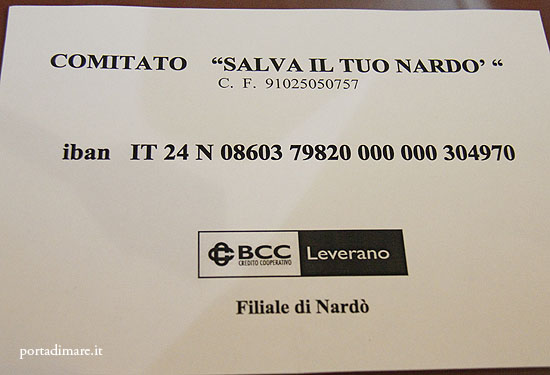 COMITATO “SALVA IL TUO NARDO’ “
C. F. 91025050757
iban IT 24 N 08603 79820 000 000 304970
BCC Leverano
CREDITO COOPERATIVO
Filiale di Nardò
portadimare.it